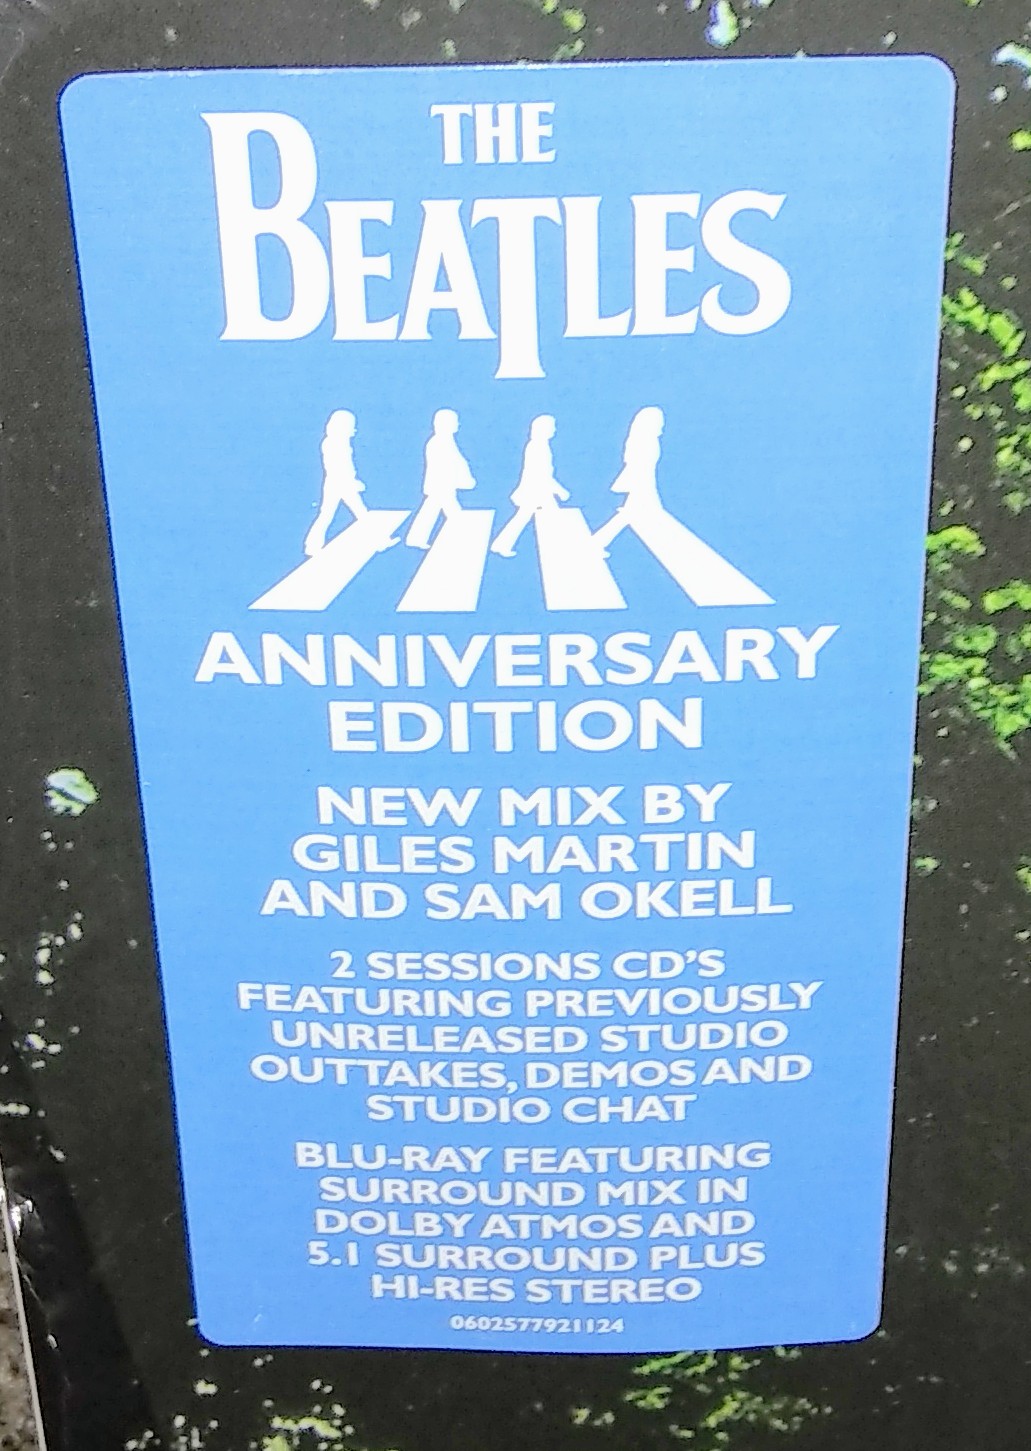 THE
BEATLES
ANNIVERSARY
EDITION
NEW MIX BY
GILES MARTIN
AND SAM OKELL
2 SESSIONS CD'S
FEATURING PREVIOUSLY
UNRELEASED STUDIO
OUTTAKES, DEMOS AND
STUDIO CHAT
BLU-RAY FEATURING
SURROUND MIX IN
DOLBY ATMOS AND
5.1 SURROUND PLUS
HI-RES STEREO
0602577921124